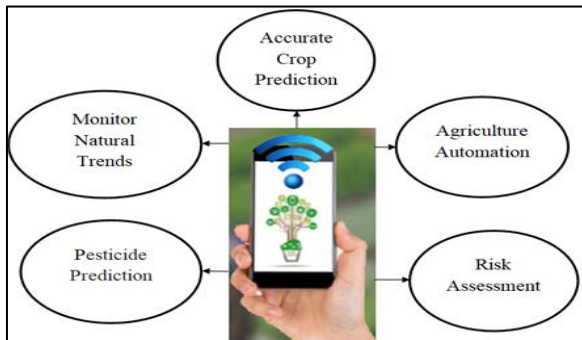 Accurate
Crop
Prediction
Monitor
Natural
Trends
Agriculture
Automation
Pesticide
Prediction
Risk
Assessment